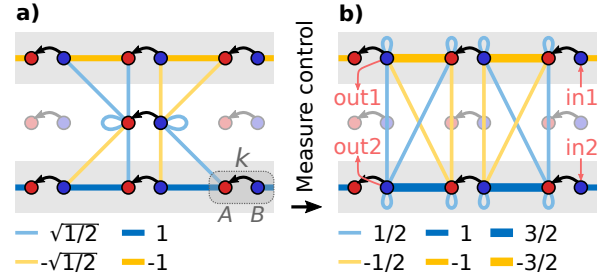 a)
k
A B
√1/2 1
-√1/2 -1
Measure control
b)
out1 in1
out2 in2
1/2 1 3/2
-1/2 -1 -3/2